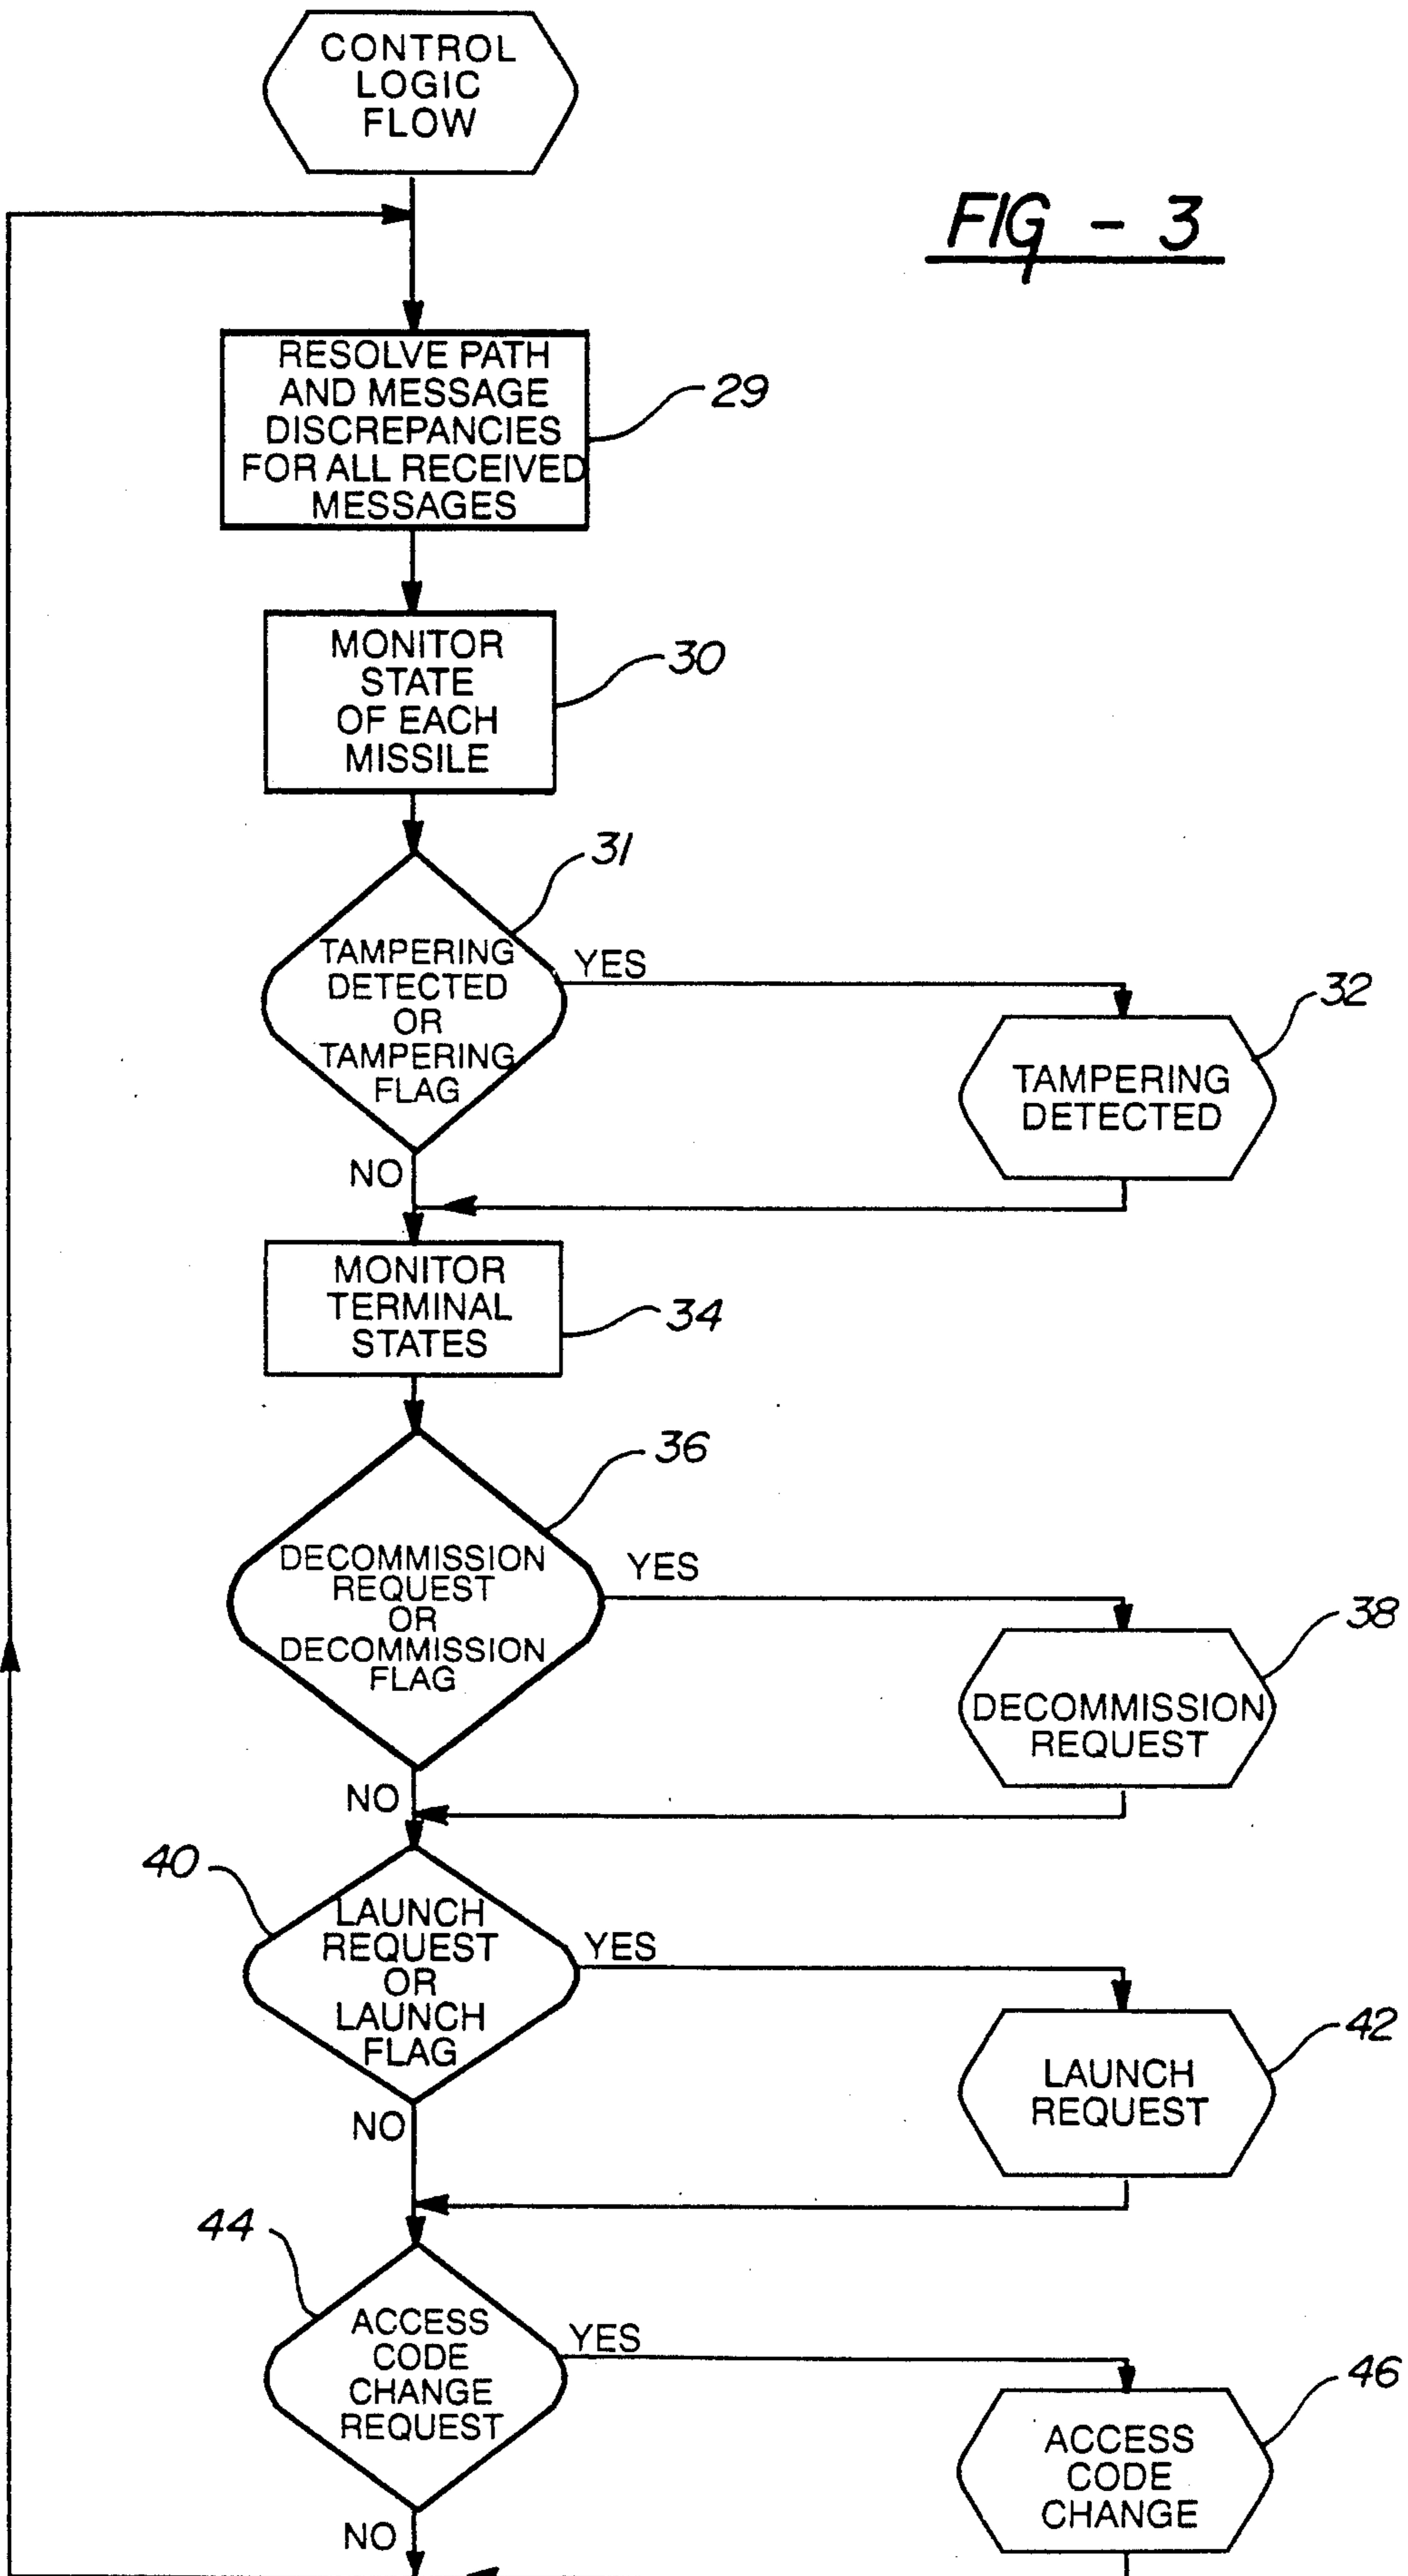 CONTROL
LOGIC
FLOW
FIG - 3
RESOLVE PATH
AND MESSAGE
DISCREPANCIES
FOR ALL RECEIVED
MESSAGES
29
MONITOR
STATE
OF EACH
MISSILE
30
31
TAMPERING
DETECTED
OR
TAMPERING
FLAG
YES
32
TAMPERING
DETECTED
NO
MONITOR
TERMINAL
STATES
34
36
DECOMMISSION
REQUEST
OR
DECOMMISSION
FLAG
YES
38
DECOMMISSION
REQUEST
NO
40
LAUNCH
REQUEST
OR
LAUNCH
FLAG
YES
42
LAUNCH
REQUEST
NO
44
ACCESS
CODE
CHANGE
REQUEST
YES
46
ACCESS
CODE
CHANGE
NO